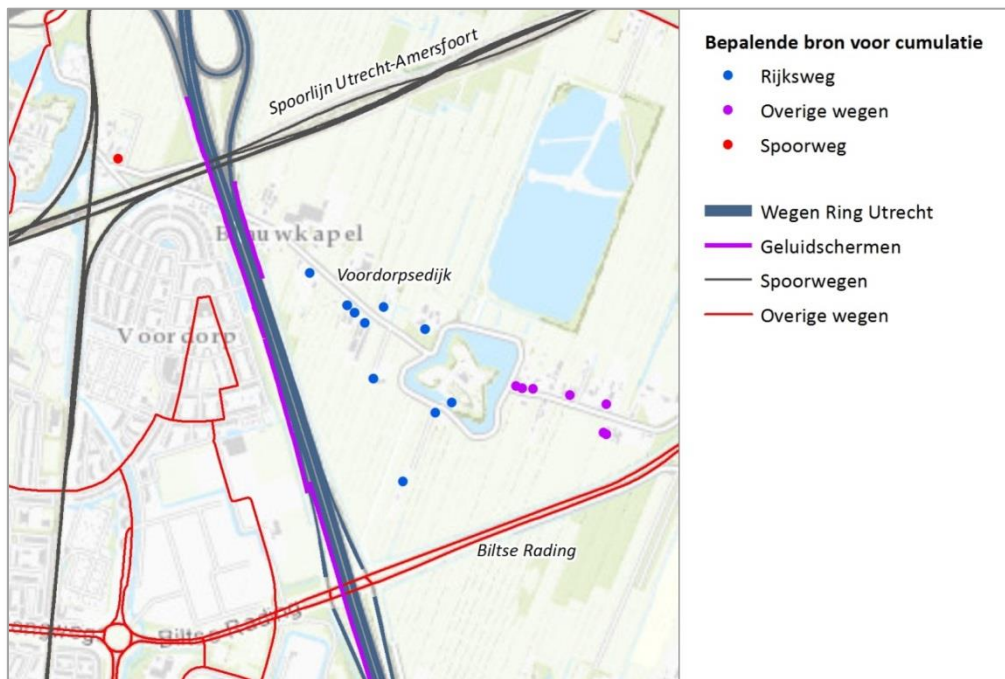 Bepalende bron voor cumulatie
Rijksweg
Overige wegen
Spoorweg
Wegen Ring Utrecht
Geluidschermen
Spoorwegen
Overige wegen
Spoorlijn Utrecht-Amersfoort
Voordorpsedijk
Voordorp
Biltse Rading